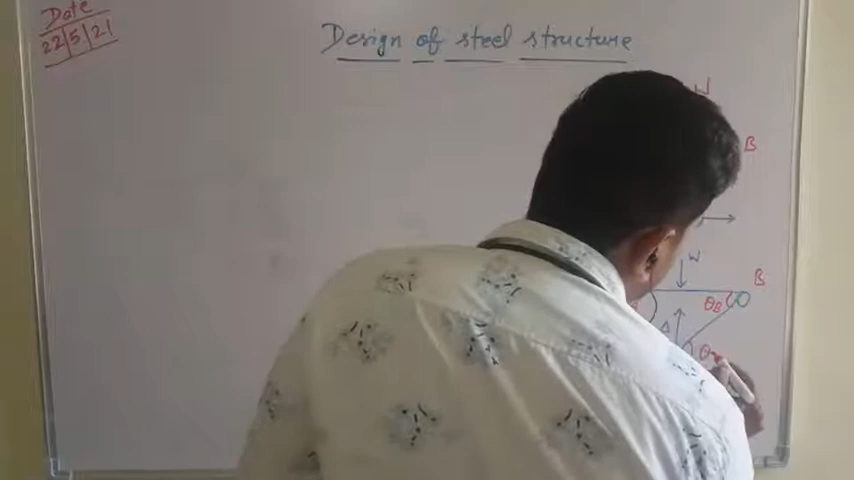 Date
22/5/21
Design of steel structure
W
B
W
B
θB
Δ
θ